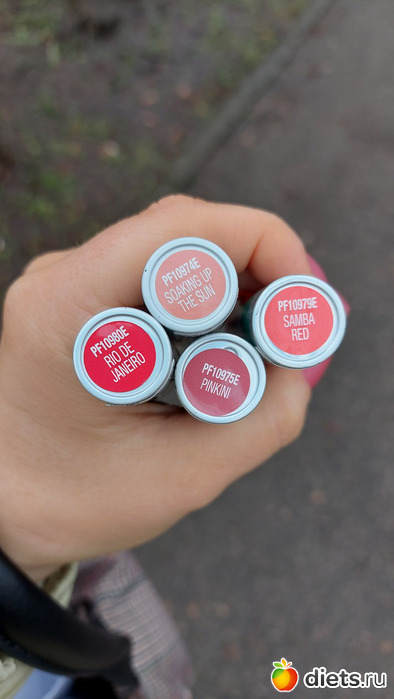 PF10974E
SOAKING UP
THE SUN
PF10980E
RIO DE
JANEIRO
PF10979E
SAMBA
RED
PF10975E
PINKINI
diets.ru